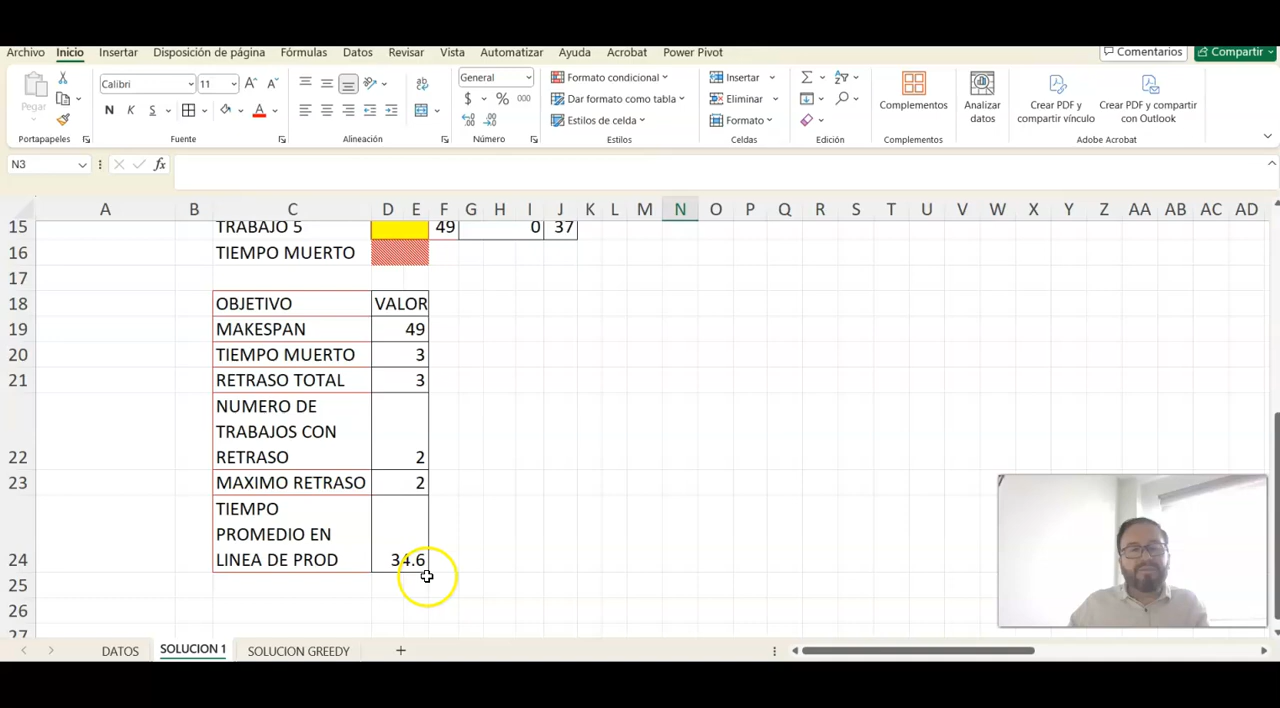 Archivo Inicio Insertar Disposición de página Fórmulas Datos Revisar Vista Automatizar Ayuda Acrobat Power Pivot Comentarios Compartir
Pegar
Portapapeles
Calibri 11
N K S
Fuente
Alineación
General
$ % 000
Número
Formato condicional
Dar formato como tabla
Estilos de celda
Estilos
Insertar
Eliminar
Formato
Celdas
Edición
Complementos
Complementos
Analizar
datos
Crear PDF y
compartir vínculo
Crear PDF y compartir
con Outlook
Adobe Acrobat
N3 fx
A B C D E F G H I J K L M N O P Q R S T U V W X Y Z AA AB AC AD
15 TRABAJO 5 49 0 37
16 TIEMPO MUERTO
17
18 OBJETIVO VALOR
19 MAKESPAN 49
20 TIEMPO MUERTO 3
21 RETRASO TOTAL 3
NUMERO DE
TRABAJOS CON
22 RETRASO 2
23 MAXIMO RETRASO 2
TIEMPO
PROMEDIO EN
24 LINEA DE PROD 34.6
25
26
27
DATOS SOLUCION 1 SOLUCION GREEDY